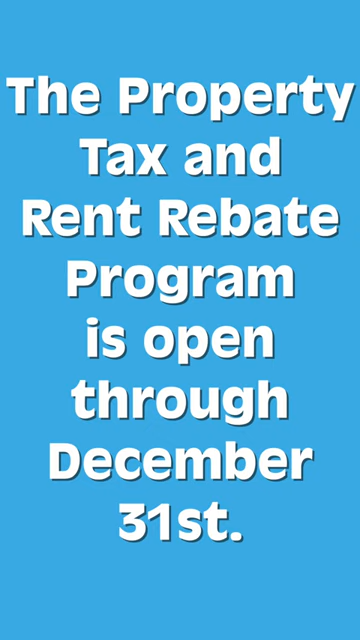 The Property
Tax and
Rent Rebate
Program
is open
through
December
31st.